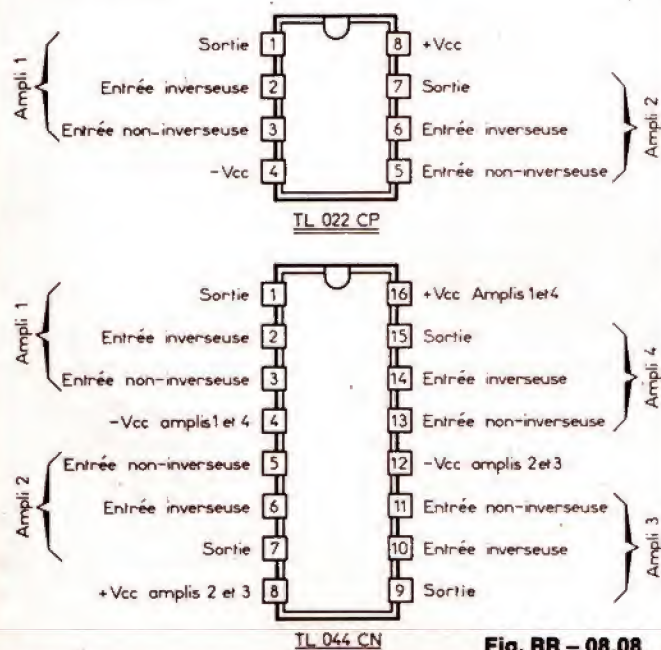 Ampli 1
Sortie 1
Entrée inverseuse 2
Entrée non-inverseuse 3
-Vcc 4
8 +Vcc
7 Sortie
6 Entrée inverseuse
5 Entrée non-inverseuse
Ampli 2
TL 022 CP
Ampli 1
Sortie 1
Entrée inverseuse 2
Entrée non-inverseuse 3
-Vcc amplis 1 et 4 4
Ampli 2
Entrée non-inverseuse 5
Entrée inverseuse 6
Sortie 7
+Vcc amplis 2 et 3 8
16 +Vcc Amplis 1 et 4
15 Sortie
14 Entrée inverseuse
13 Entrée non-inverseuse
Ampli 4
12 -Vcc amplis 2 et 3
11 Entrée non-inverseuse
10 Entrée inverseuse
9 Sortie
Ampli 3
TL 044 CN
Fig. RR – 08.08